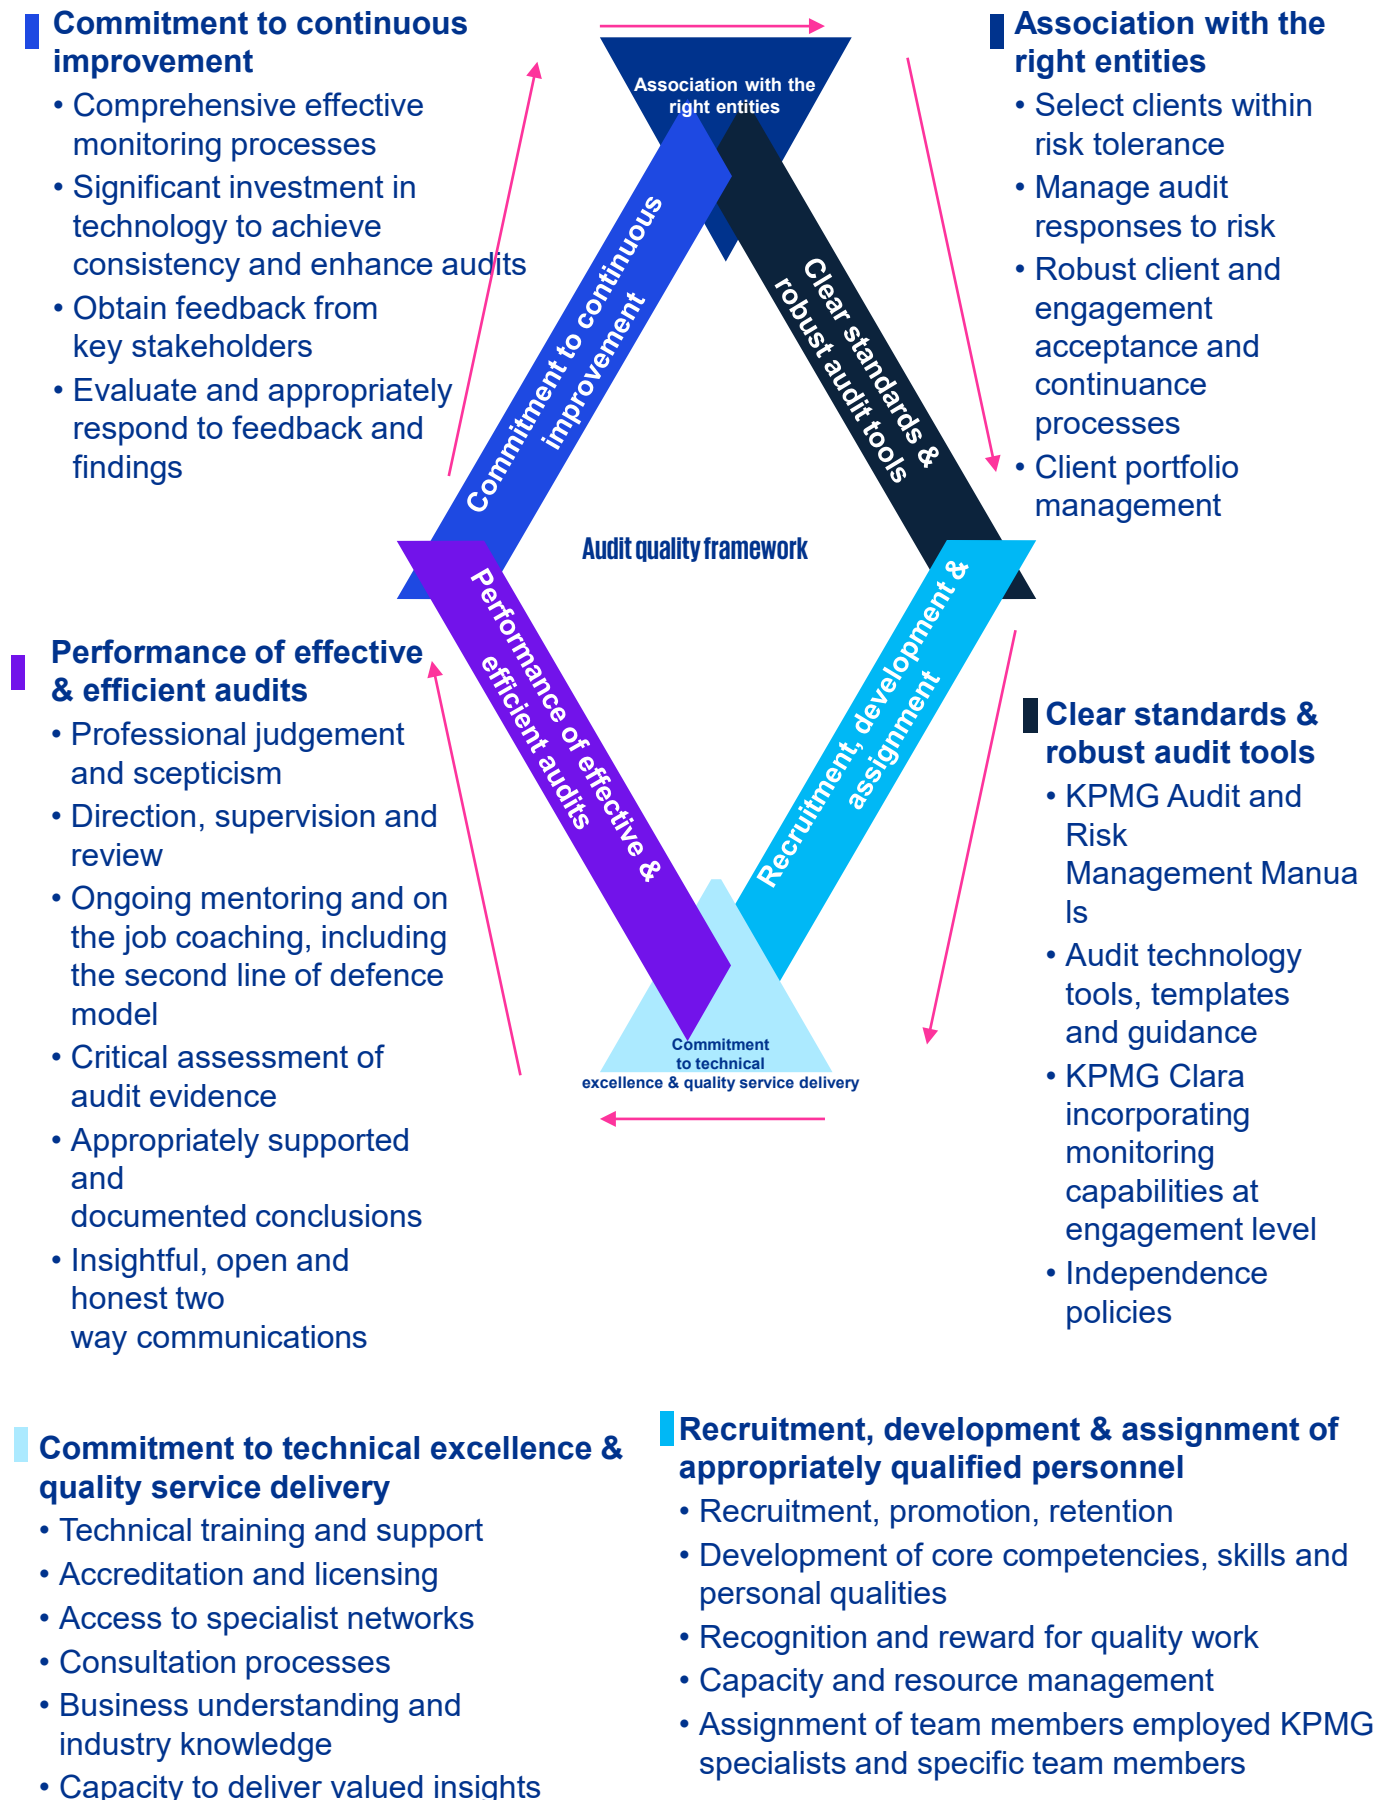 Commitment to continuous
improvement
• Comprehensive effective
monitoring processes
• Significant investment in
technology to achieve
consistency and enhance audits
• Obtain feedback from
key stakeholders
• Evaluate and appropriately
respond to feedback and
findings
Association with the
right entities
Association with the
right entities
• Select clients within
risk tolerance
• Manage audit
responses to risk
• Robust client and
engagement
acceptance and
continuance
processes
• Client portfolio
management
Commitment to continuous
improvement
Clear standards &
robust audit tools
Audit quality framework
Performance of effective &
efficient audits
Recruitment, development &
assignment
Commitment
to technical
excellence & quality service delivery
Performance of effective
& efficient audits
• Professional judgement
and scepticism
• Direction, supervision and
review
• Ongoing mentoring and on
the job coaching, including
the second line of defence
model
• Critical assessment of
audit evidence
• Appropriately supported
and
documented conclusions
• Insightful, open and
honest two
way communications
Clear standards &
robust audit tools
• KPMG Audit and
Risk
Management Manua
ls
• Audit technology
tools, templates
and guidance
• KPMG Clara
incorporating
monitoring
capabilities at
engagement level
• Independence
policies
Commitment to technical excellence &
quality service delivery
• Technical training and support
• Accreditation and licensing
• Access to specialist networks
• Consultation processes
• Business understanding and
industry knowledge
• Capacity to deliver valued insights
Recruitment, development & assignment of
appropriately qualified personnel
• Recruitment, promotion, retention
• Development of core competencies, skills and
personal qualities
• Recognition and reward for quality work
• Capacity and resource management
• Assignment of team members employed KPMG
specialists and specific team members